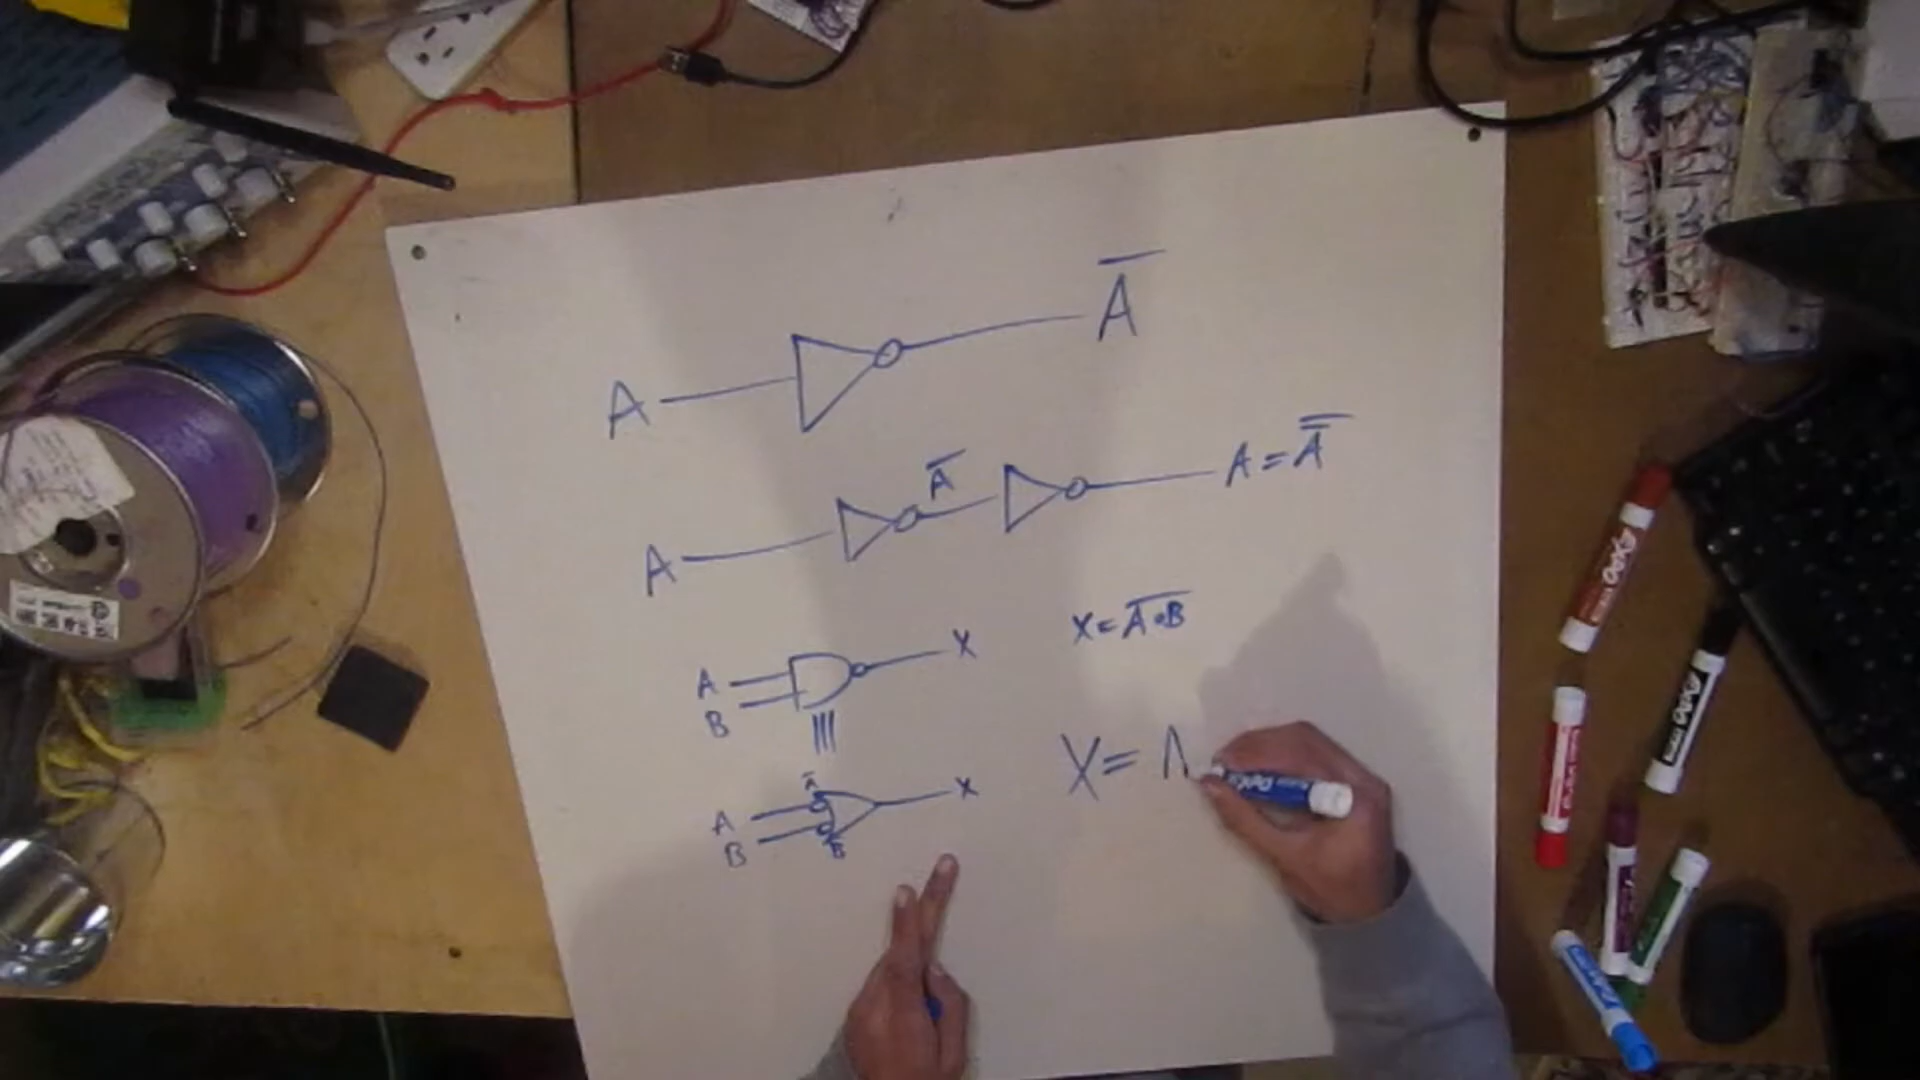 A̅
A
A̅
A = A̿
A
X = A̅•̅B̅
X
A
B
X = A
A̅
X
A
B
B̅
EXPO
EXPO
EXPO